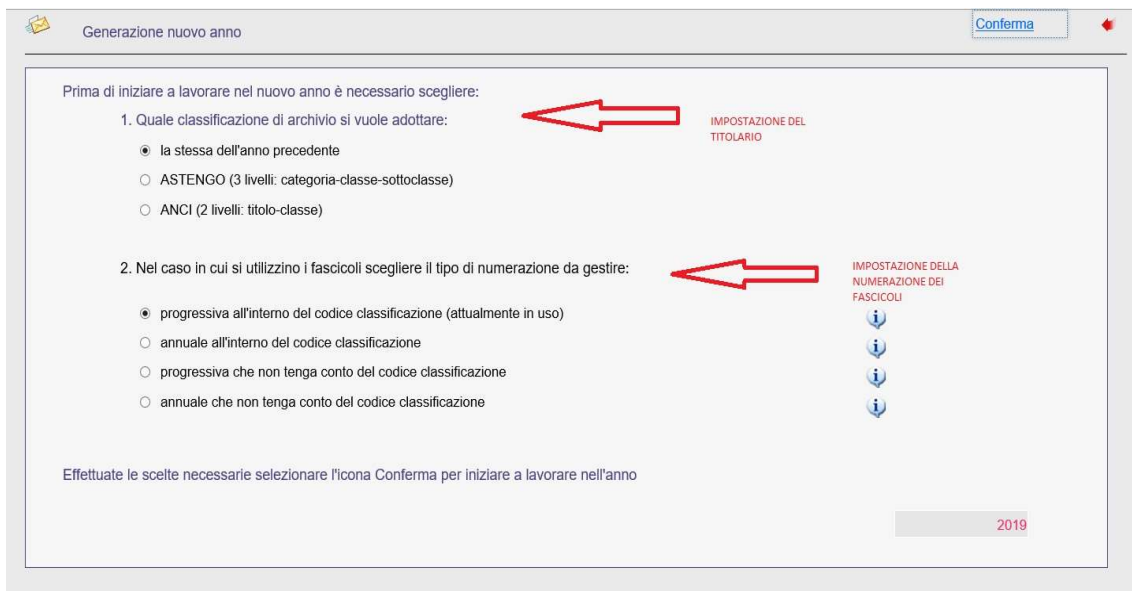 Generazione nuovo anno
Conferma
Prima di iniziare a lavorare nel nuovo anno è necessario scegliere:
1. Quale classificazione di archivio si vuole adottare:
IMPOSTAZIONE DEL
TITOLARIO
la stessa dell'anno precedente
ASTENGO (3 livelli: categoria-classe-sottoclasse)
ANCI (2 livelli: titolo-classe)
2. Nel caso in cui si utilizzino i fascicoli scegliere il tipo di numerazione da gestire:
IMPOSTAZIONE DELLA
NUMERAZIONE DEI
FASCICOLI
progressiva all'interno del codice classificazione (attualmente in uso)
annuale all'interno del codice classificazione
progressiva che non tenga conto del codice classificazione
annuale che non tenga conto del codice classificazione
Effettuate le scelte necessarie selezionare l'icona Conferma per iniziare a lavorare nell'anno
2019